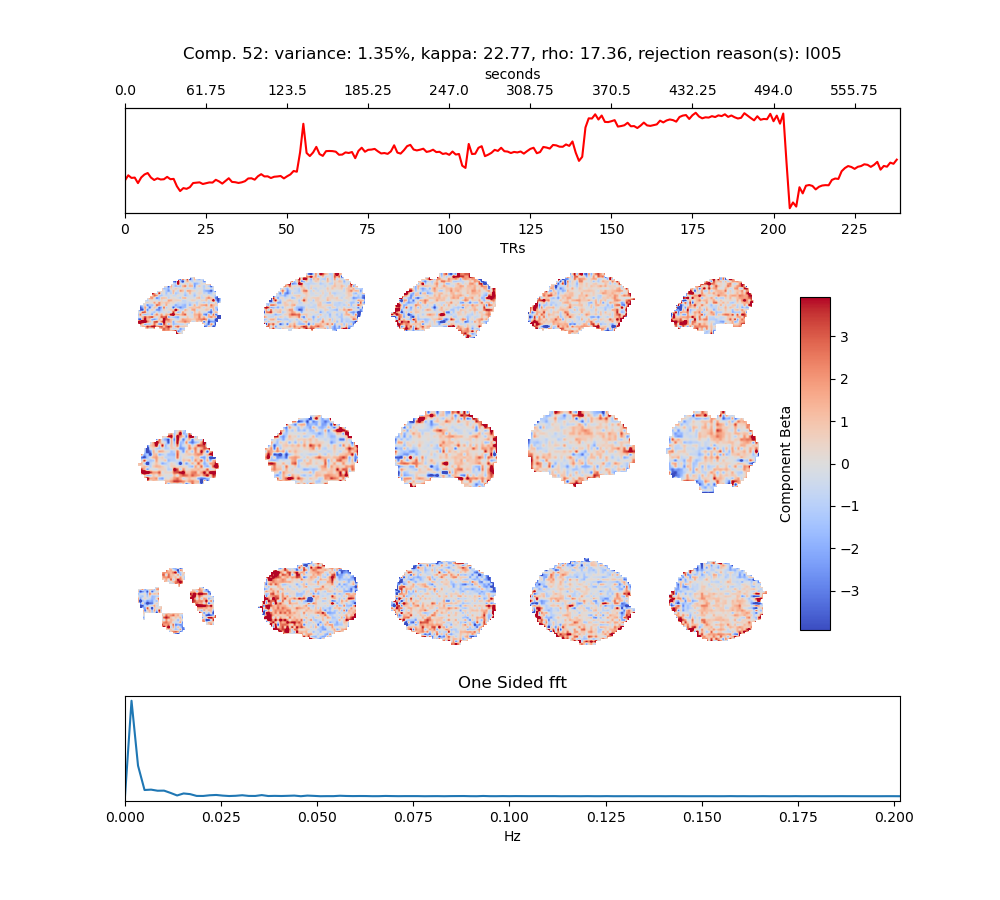 Comp. 52: variance: 1.35%, kappa: 22.77, rho: 17.36, rejection reason(s): I005
seconds
0.0 61.75 123.5 185.25 247.0 308.75 370.5 432.25 494.0 555.75
0 25 50 75 100 125 150 175 200 225
TRs
3
2
1
0
−1
−2
−3
Component Beta
One Sided fft
0.000 0.025 0.050 0.075 0.100 0.125 0.150 0.175 0.200
Hz